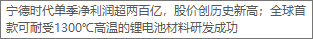 宁德时代单季净利润超两百亿，股价创历史新高；全球首
款可耐受1300℃高温的锂电池材料研发成功